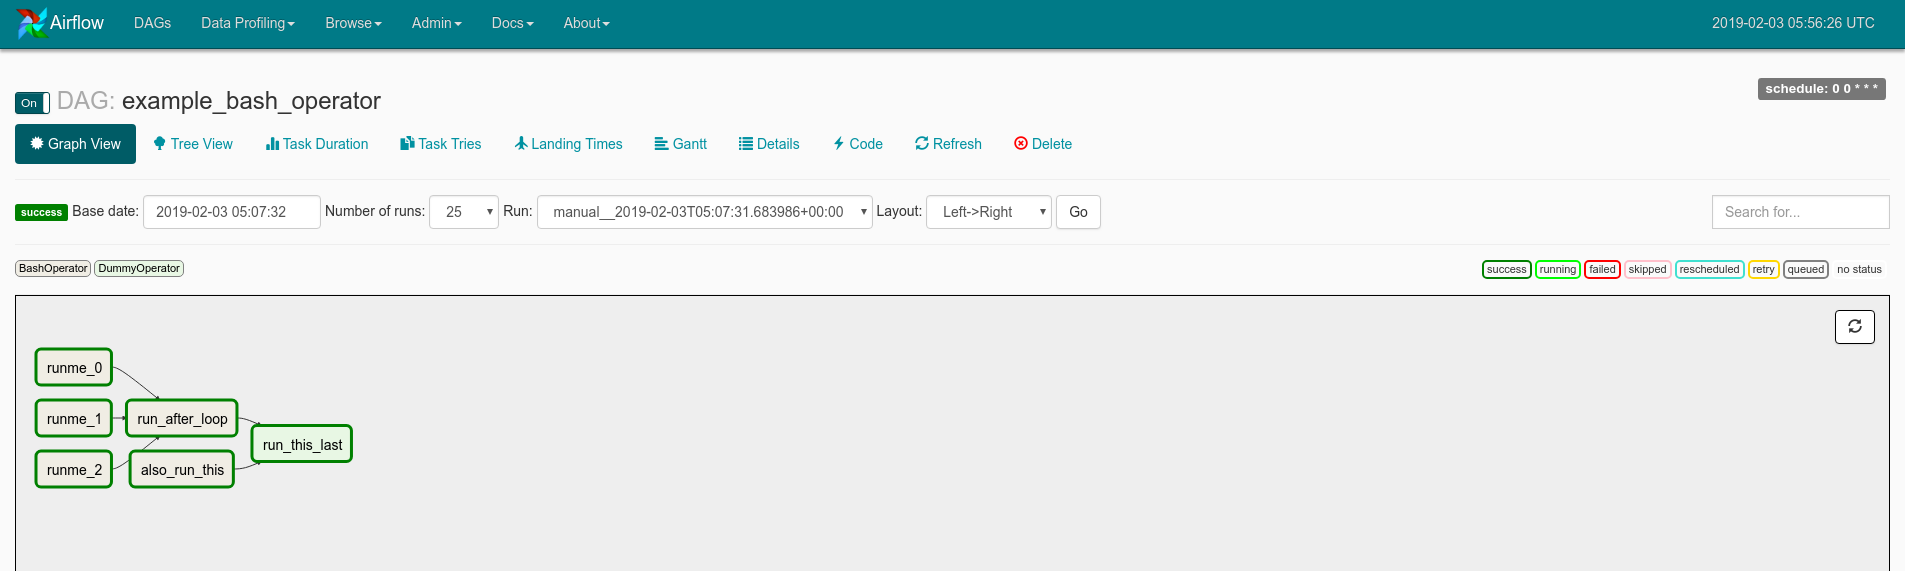 Airflow DAGs Data Profiling Browse Admin Docs About 2019-02-03 05:56:26 UTC
On DAG: example_bash_operator schedule: 0 0 * * *
Graph View Tree View Task Duration Task Tries Landing Times Gantt Details Code Refresh Delete
success Base date: 2019-02-03 05:07:32 Number of runs: 25 Run: manual__2019-02-03T05:07:31.683986+00:00 Layout: Left->Right Go Search for...
BashOperator DummyOperator success running failed skipped rescheduled retry queued no status
runme_0
runme_1 run_after_loop
run_this_last
runme_2 also_run_this